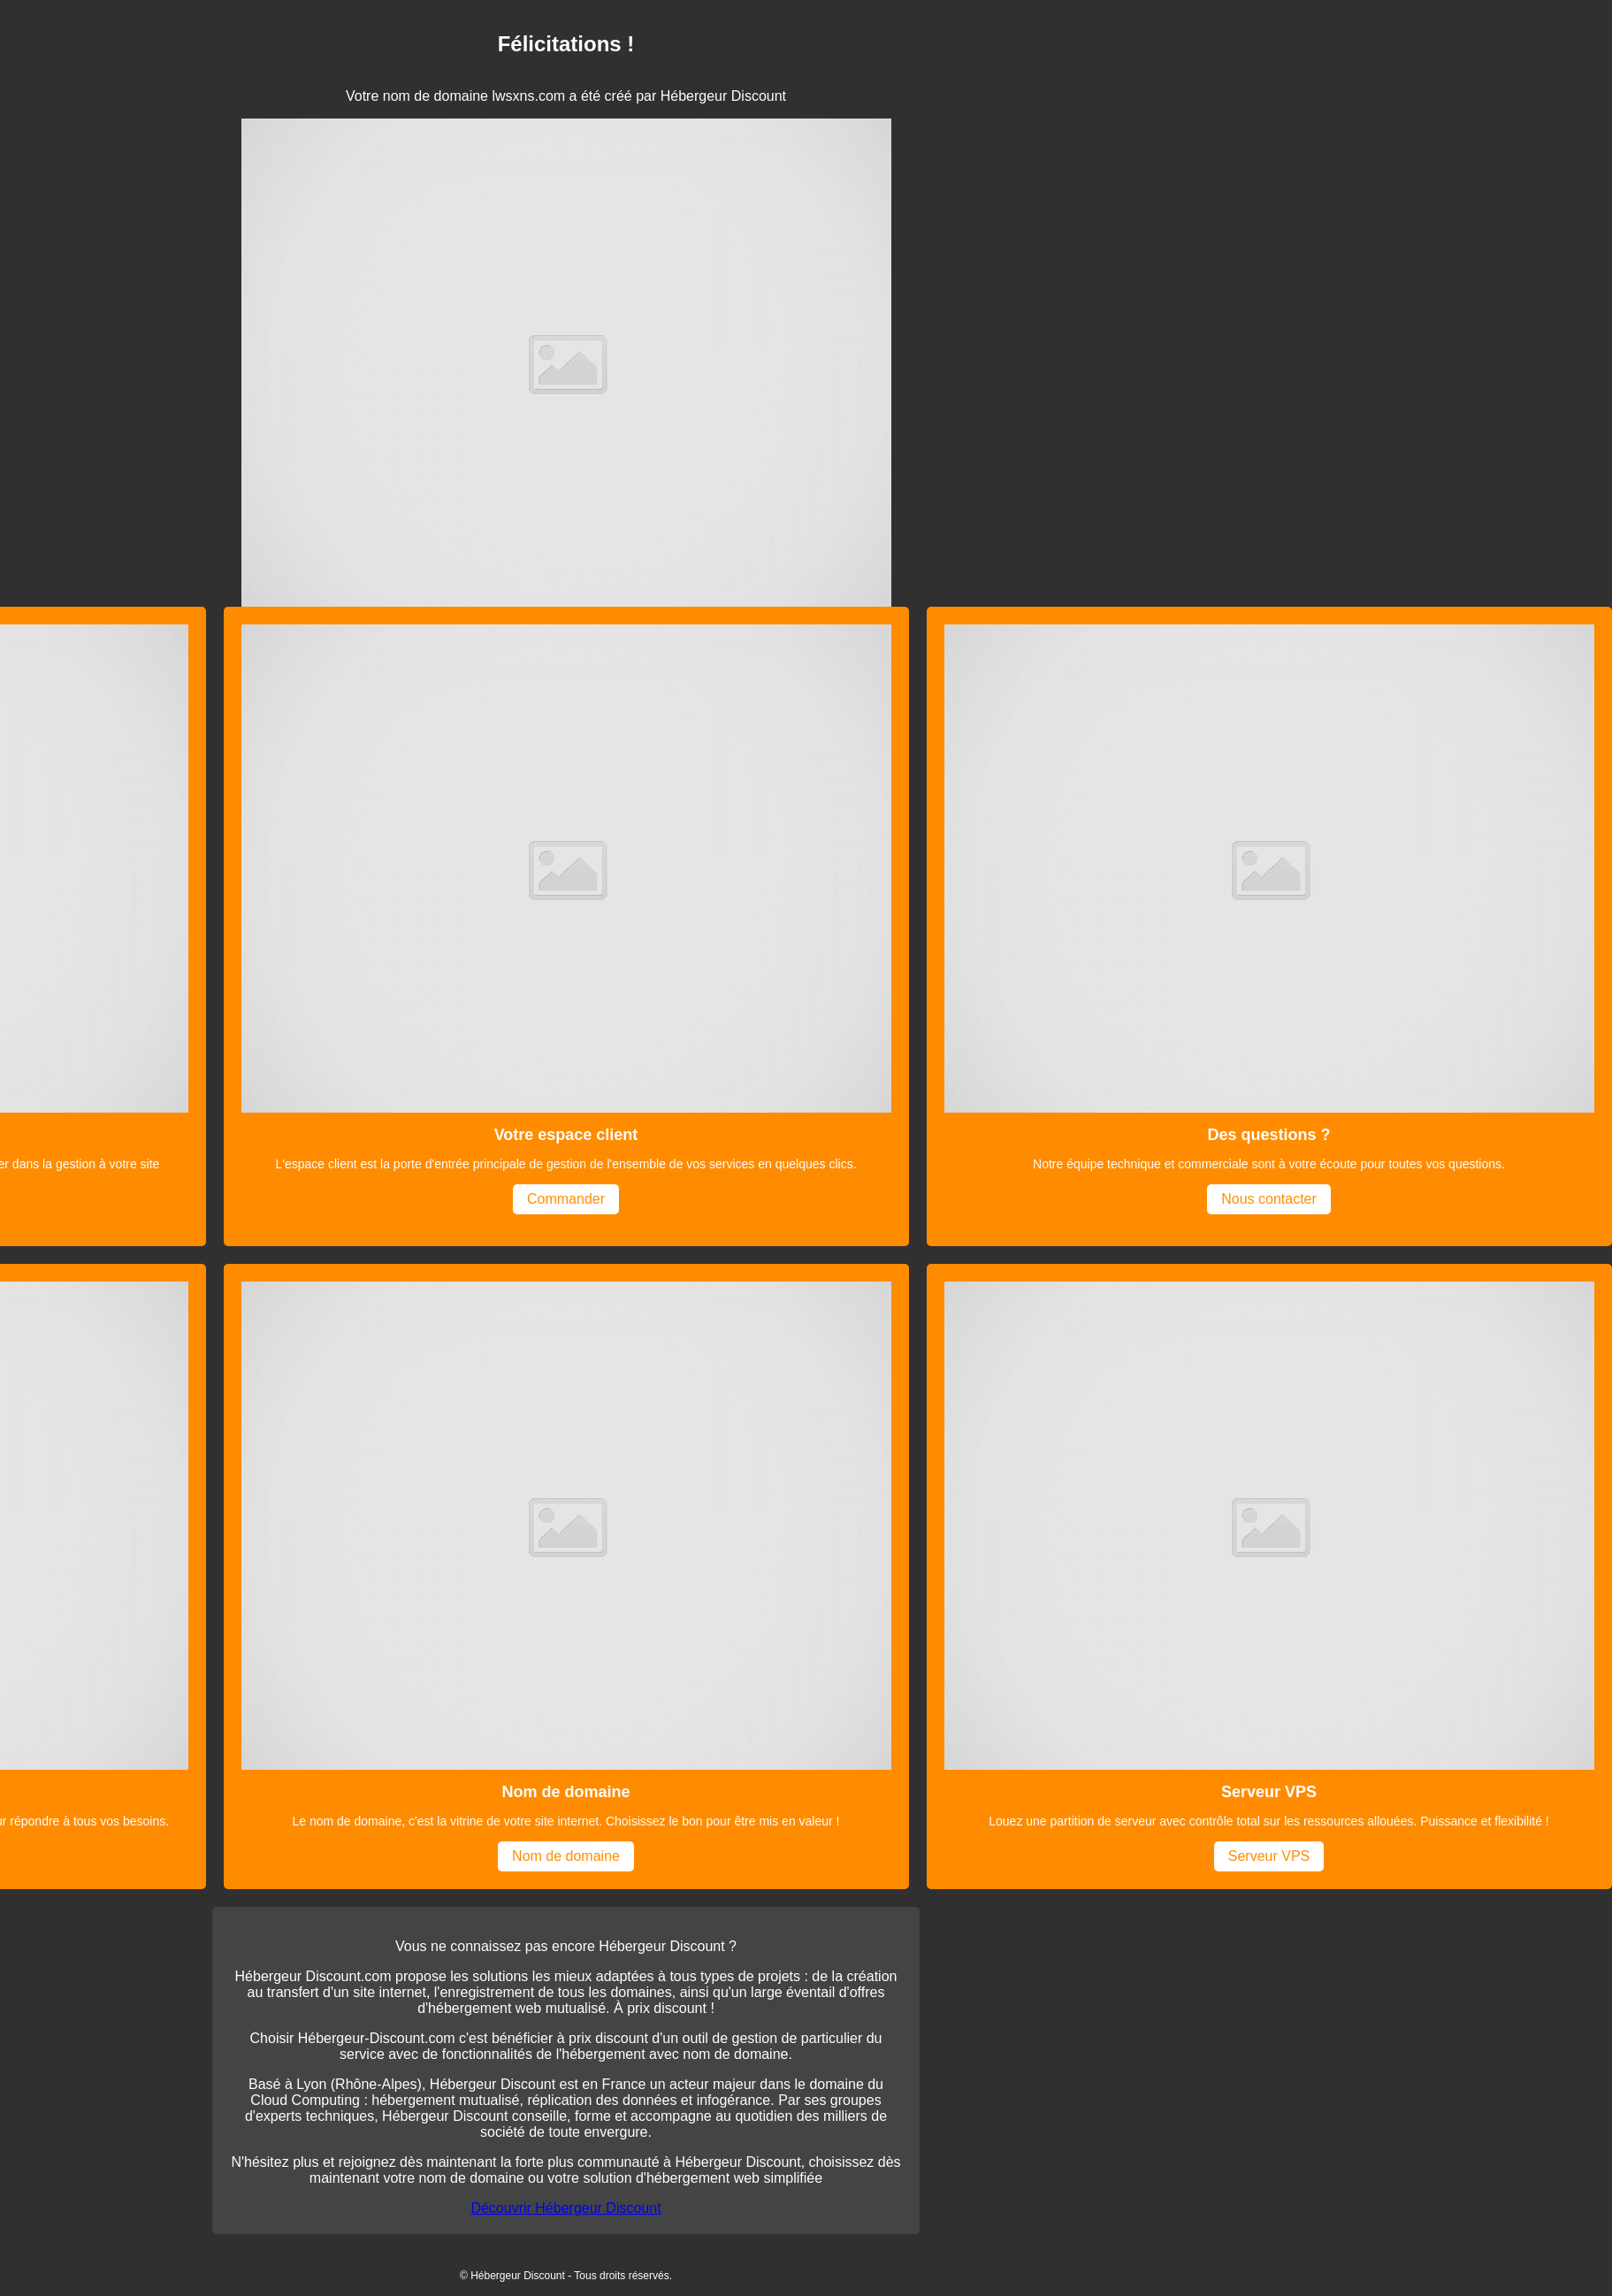 Félicitations !
Votre nom de domaine lwsxns.com a été créé par Hébergeur Discount
dans la gestion à votre site
Votre espace client
L'espace client est la porte d'entrée principale de gestion de l'ensemble de vos services en quelques clics.
Commander
Des questions ?
Notre équipe technique et commerciale sont à votre écoute pour toutes vos questions.
Nous contacter
répondre à tous vos besoins.
Nom de domaine
Le nom de domaine, c'est la vitrine de votre site internet. Choisissez le bon pour être mis en valeur !
Nom de domaine
Serveur VPS
Louez une partition de serveur avec contrôle total sur les ressources allouées. Puissance et flexibilité !
Serveur VPS
Vous ne connaissez pas encore Hébergeur Discount ?
Hébergeur Discount.com propose les solutions les mieux adaptées à tous types de projets : de la création
au transfert d'un site internet, l'enregistrement de tous les domaines, ainsi qu'un large éventail d'offres
d'hébergement web mutualisé. À prix discount !
Choisir Hébergeur-Discount.com c'est bénéficier à prix discount d'un outil de gestion de particulier du
service avec de fonctionnalités de l'hébergement avec nom de domaine.
Basé à Lyon (Rhône-Alpes), Hébergeur Discount est en France un acteur majeur dans le domaine du
Cloud Computing : hébergement mutualisé, réplication des données et infogérance. Par ses groupes
d'experts techniques, Hébergeur Discount conseille, forme et accompagne au quotidien des milliers de
société de toute envergure.
N'hésitez plus et rejoignez dès maintenant la forte plus communauté à Hébergeur Discount, choisissez dès
maintenant votre nom de domaine ou votre solution d'hébergement web simplifiée
Découvrir Hébergeur Discount
© Hébergeur Discount - Tous droits réservés.